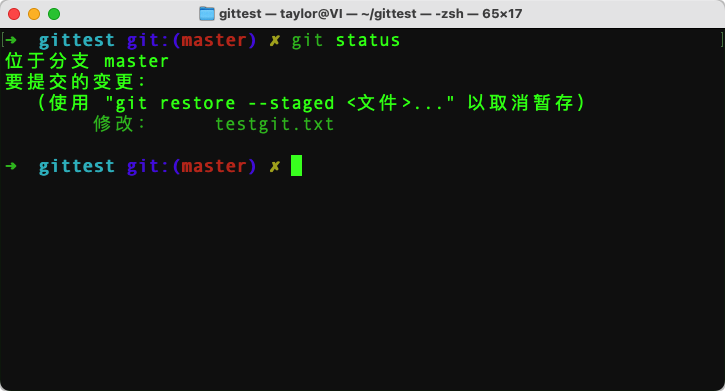 gittest — taylor@VI — ~/gittest — -zsh — 65×17
[➜  gittest git:(master) ✗ git status ]
位于分支 master
要提交的变更：
  （使用 "git restore --staged <文件>..." 以取消暂存）
	修改：     testgit.txt
➜  gittest git:(master) ✗